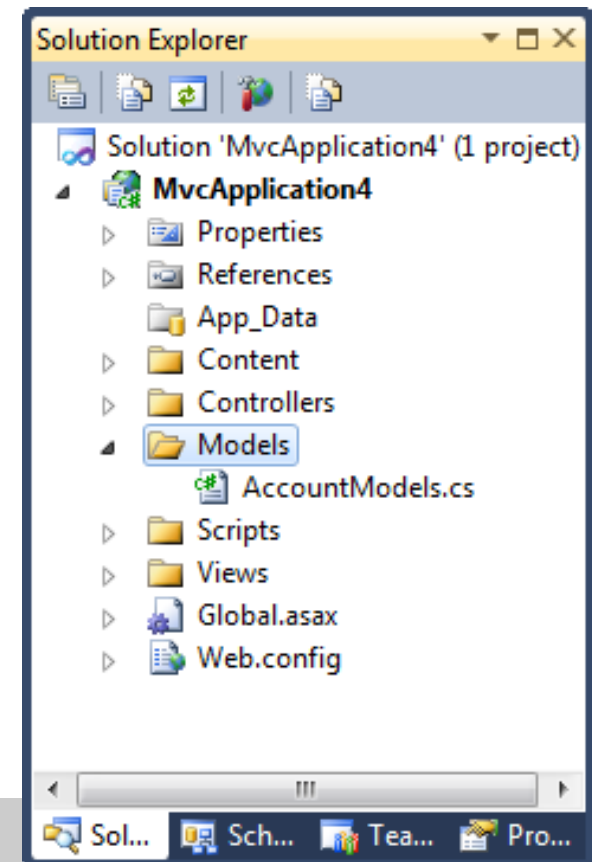 Solution Explorer
Solution 'MvcApplication4' (1 project)
MvcApplication4
Properties
References
App_Data
Content
Controllers
Models
C# AccountModels.cs
Scripts
Views
Global.asax
Web.config
Sol... Sch... Tea... Pro...